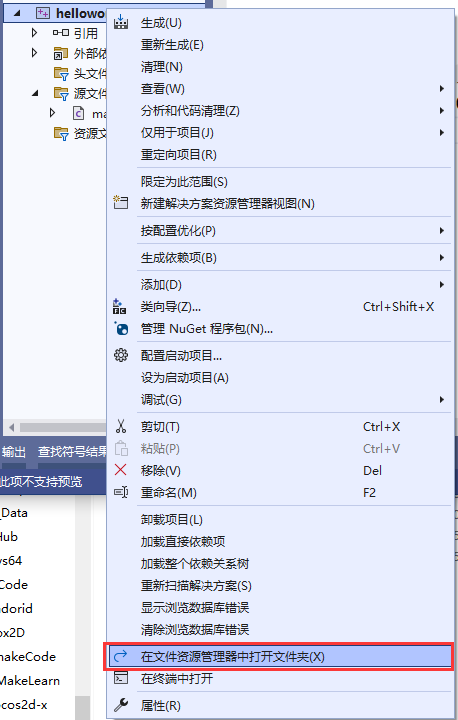 hellowo
引用
外部依
头文件
源文件
ma
资源文
生成(U)
重新生成(E)
清理(N)
查看(W)
分析和代码清理(Z)
仅用于项目(J)
重定向项目(R)
限定为此范围(S)
新建解决方案资源管理器视图(N)
按配置优化(P)
生成依赖项(B)
添加(D)
类向导(Z)... Ctrl+Shift+X
管理 NuGet 程序包(N)...
配置启动项目...
设为启动项目(A)
调试(G)
剪切(T) Ctrl+X
粘贴(P) Ctrl+V
移除(V) Del
重命名(M) F2
卸载项目(L)
加载直接依赖项
加载整个依赖关系树
重新扫描解决方案(S)
显示浏览数据库错误
清除浏览数据库错误
在文件资源管理器中打开文件夹(X)
在终端中打开
属性(R)
输出 查找符号结果
此项不支持预览
_Data
Hub
ys64
Code
adorid
ox2D
makeCode
MakeLearn
ocos2d-x